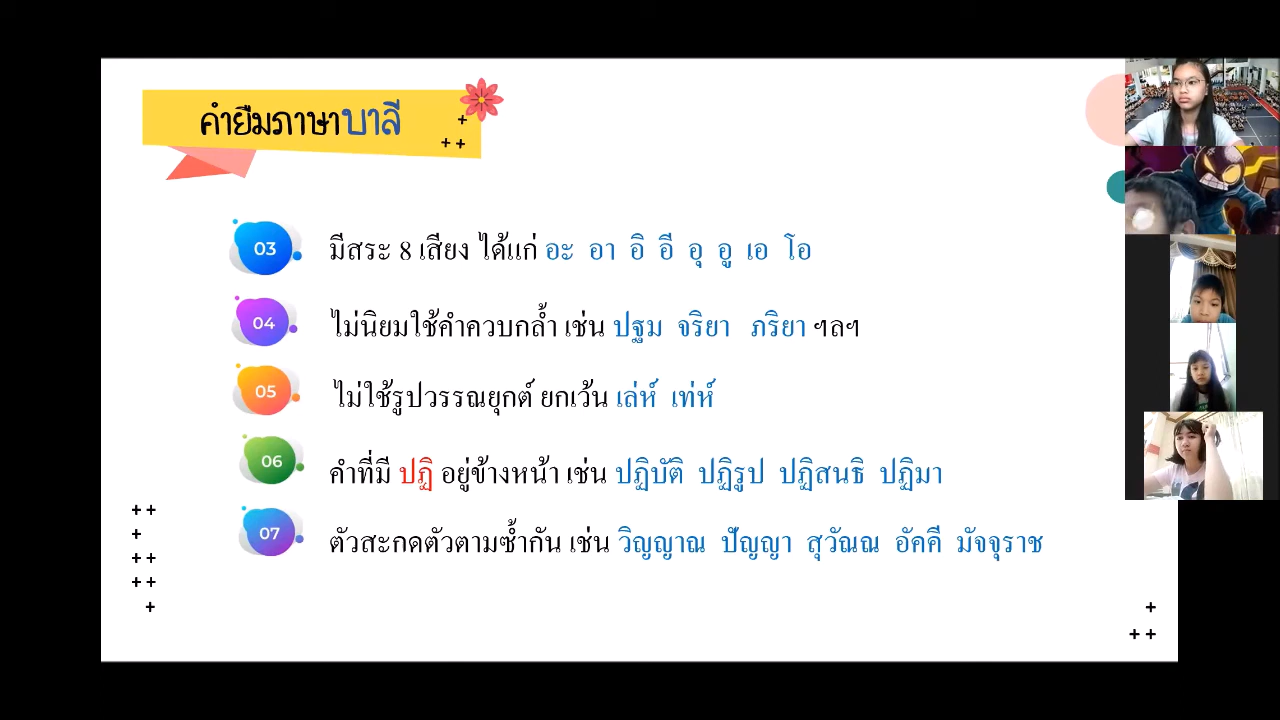 คำยืมภาษาบาลี
03 มีสระ 8 เสียง ได้แก่ อะ อา อิ อี อุ อู เอ โอ
04 ไม่นิยมใช้คำควบกล้ำ เช่น ปฐม จริยา ภริยา ฯลฯ
05 ไม่ใช้รูปวรรณยุกต์ ยกเว้น เล่ห์ เท่ห์
06 คำที่มี ปฏิ อยู่ข้างหน้า เช่น ปฏิบัติ ปฏิรูป ปฏิสนธิ ปฏิมา
07 ตัวสะกดตัวตามซ้ำกัน เช่น วิญญาณ ปัญญา สุวัณณ อัคคี มัจจุราช